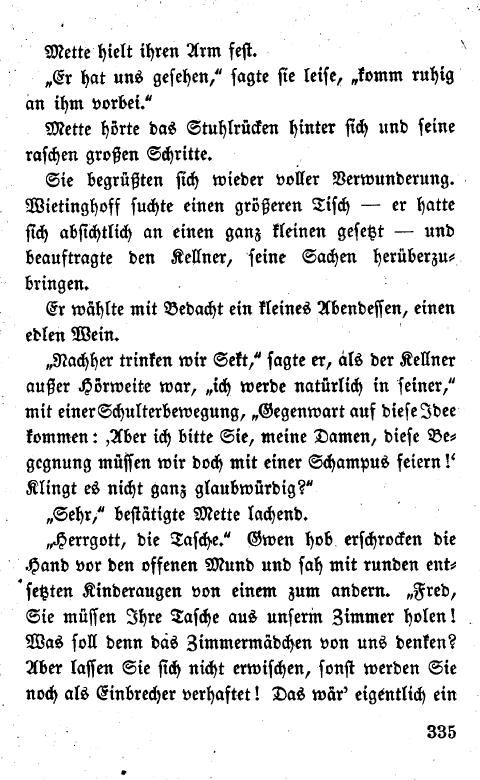 Mette hielt ihren Arm fest.
„Er hat uns gesehen,“ sagte sie leise, „komm ruhig
an ihm vorbei.“
Mette hörte das Stuhlrücken hinter sich und seine
raschen großen Schritte.
Sie begrüßten sich wieder voller Verwunderung.
Wietinghoff suchte einen größeren Tisch — er hatte
sich absichtlich an einen ganz kleinen gesetzt — und
beauftragte den Kellner, seine Sachen herüberzu-
bringen.
Er wählte mit Bedacht ein kleines Abendessen, einen
edlen Wein.
„Nachher trinken wir Sekt,“ sagte er, als der Kellner
außer Hörweite war, „ich werde natürlich in seiner,“
mit einer Schulterbewegung, „Gegenwart auf diese Idee
kommen: ‚Aber ich bitte Sie, meine Damen, diese Be-
gegnung müssen wir doch mit einer Schampus feiern!‘
Klingt es nicht ganz glaubwürdig?“
„Sehr,“ bestätigte Mette lachend.
„Herrgott, die Tasche.“ Gwen hob erschrocken die
Hand vor den offenen Mund und sah mit runden ent-
setzten Kinderaugen von einem zum andern. „Fred,
Sie müssen Ihre Tasche aus unserm Zimmer holen!
Was soll denn das Zimmermädchen von uns denken?
Aber lassen Sie sich nicht erwischen, sonst werden Sie
noch als Einbrecher verhaftet! Das wär’ eigentlich ein
335